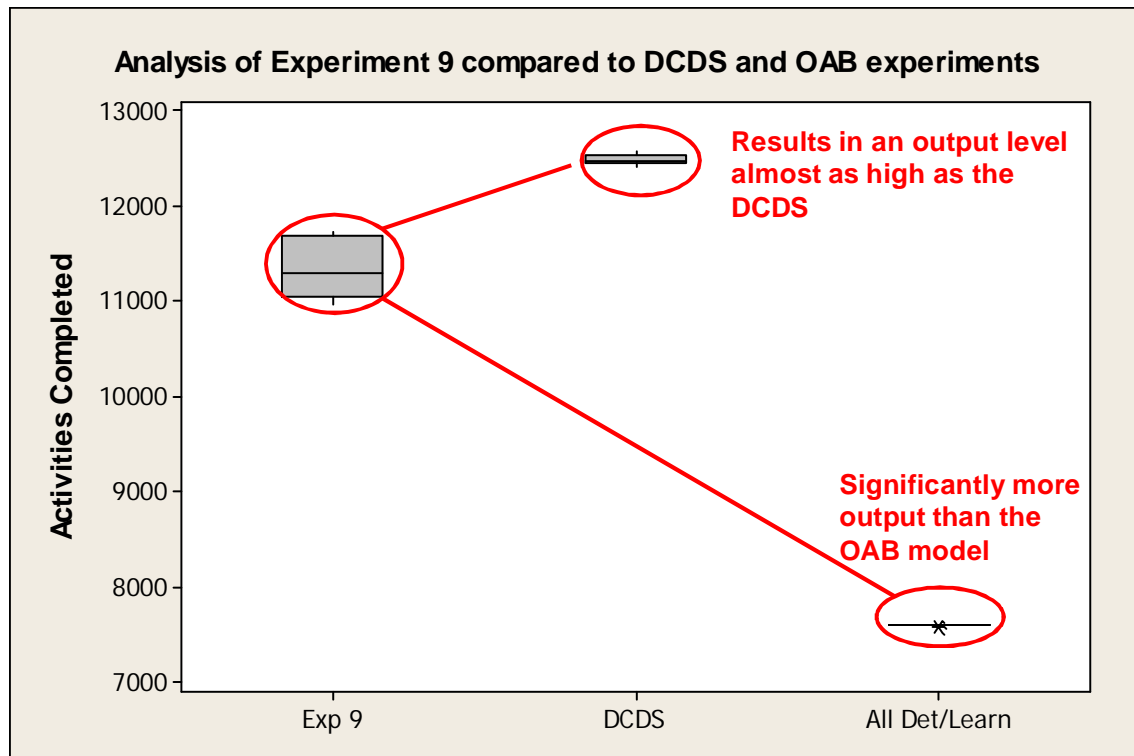 Analysis of Experiment 9 compared to DCDS and OAB experiments
13000
12000
11000
10000
9000
8000
7000
Activities Completed
Results in an output level
almost as high as the
DCDS
Significantly more
output than the
OAB model
Exp 9
DCDS
All Det/Learn